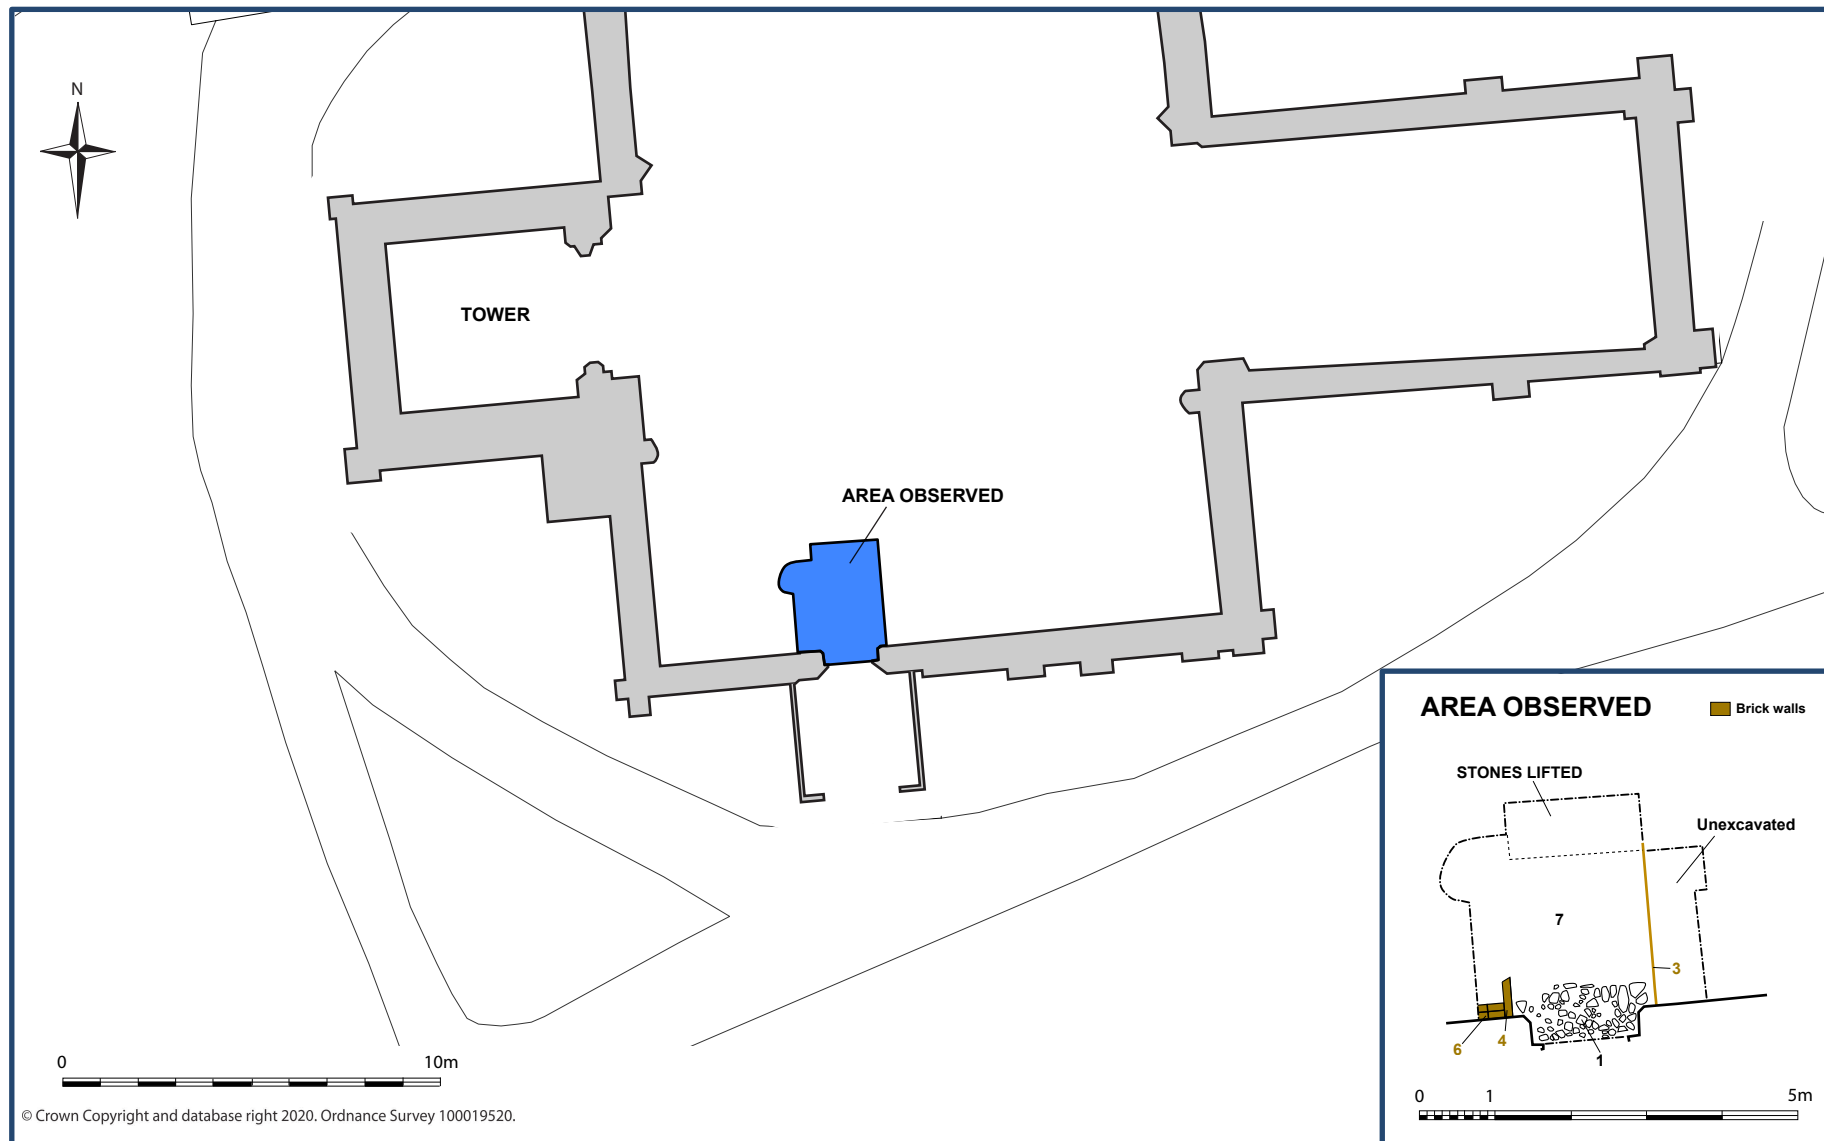 N
TOWER
AREA OBSERVED
0 10m
© Crown Copyright and database right 2020. Ordnance Survey 100019520.
AREA OBSERVED
Brick walls
STONES LIFTED
Unexcavated
7
3
6
4
1
0 1 5m